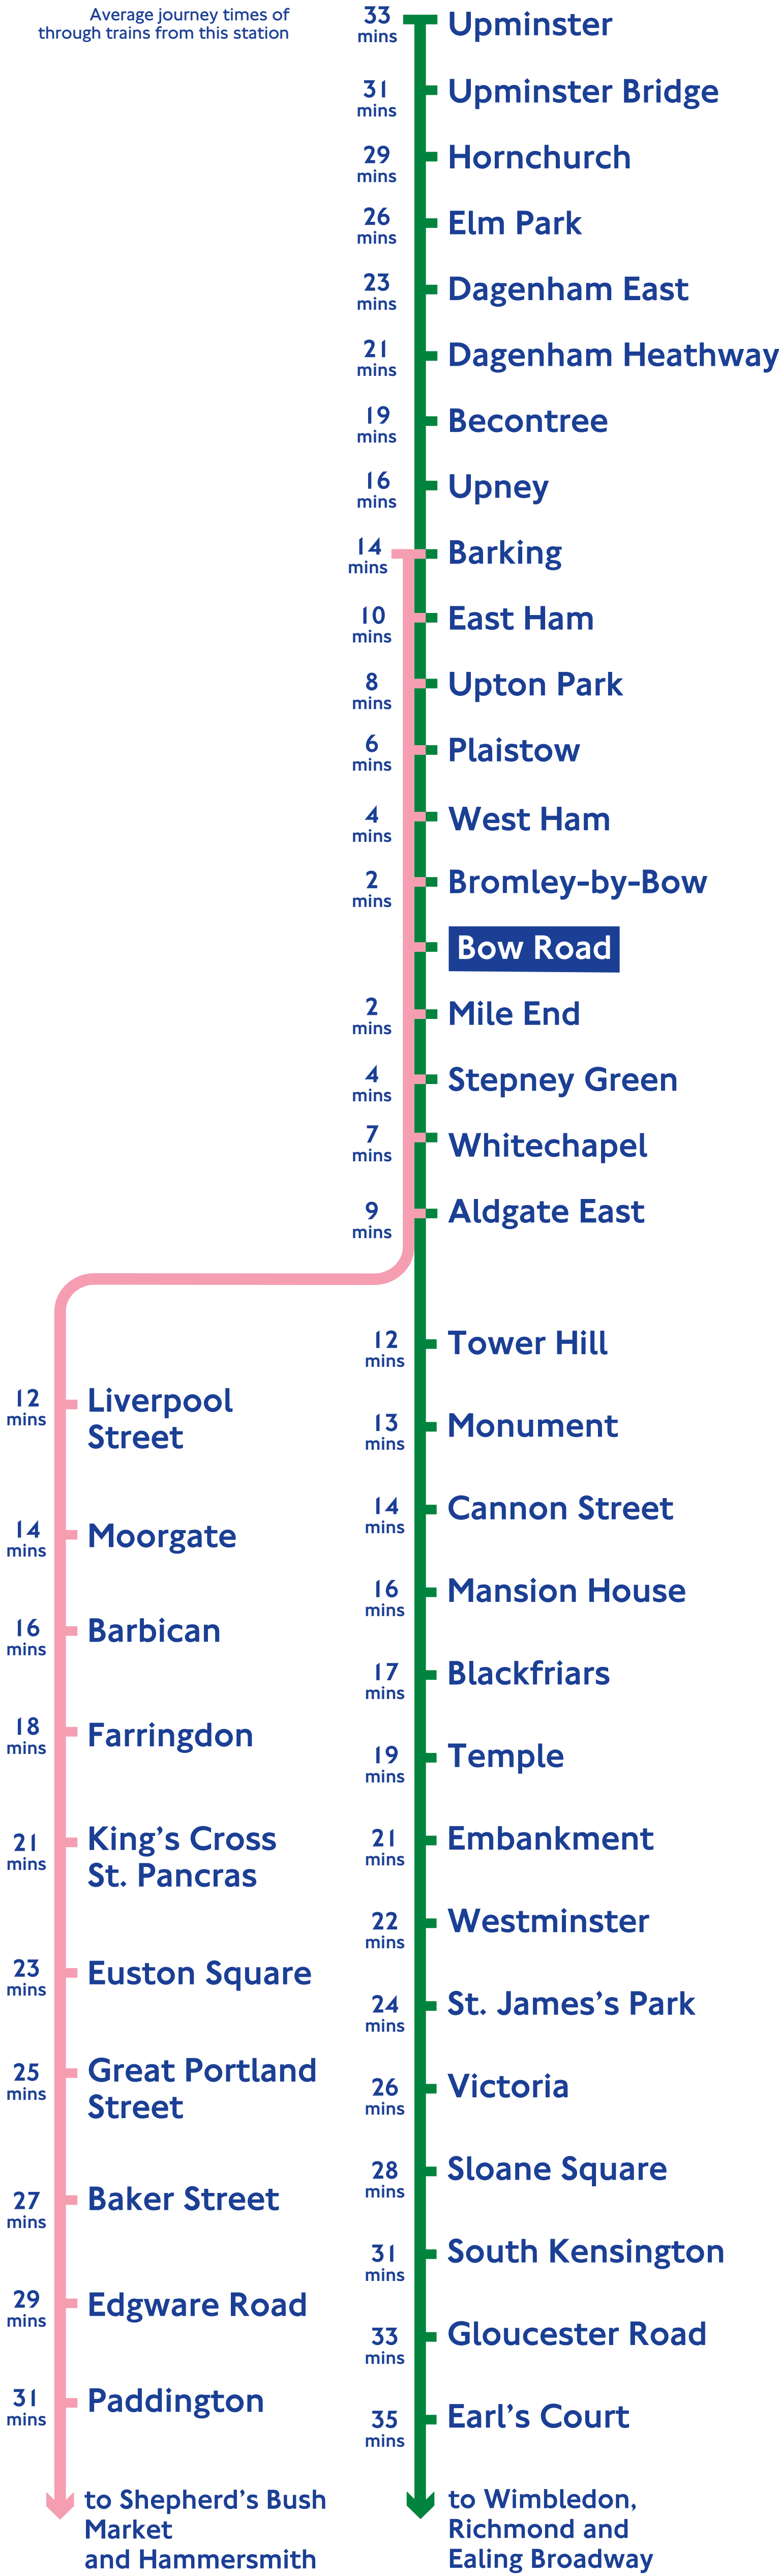 Average journey times of
through trains from this station
33
mins
Upminster
31
mins
Upminster Bridge
29
mins
Hornchurch
26
mins
Elm Park
23
mins
Dagenham East
21
mins
Dagenham Heathway
19
mins
Becontree
16
mins
Upney
14
mins
Barking
10
mins
East Ham
8
mins
Upton Park
6
mins
Plaistow
4
mins
West Ham
2
mins
Bromley-by-Bow
Bow Road
2
mins
Mile End
4
mins
Stepney Green
7
mins
Whitechapel
9
mins
Aldgate East
12
mins
Liverpool
Street
14
mins
Moorgate
16
mins
Barbican
18
mins
Farringdon
21
mins
King's Cross
St. Pancras
23
mins
Euston Square
25
mins
Great Portland
Street
27
mins
Baker Street
29
mins
Edgware Road
31
mins
Paddington
to Shepherd's Bush
Market
and Hammersmith
12
mins
Tower Hill
13
mins
Monument
14
mins
Cannon Street
16
mins
Mansion House
17
mins
Blackfriars
19
mins
Temple
21
mins
Embankment
22
mins
Westminster
24
mins
St. James's Park
26
mins
Victoria
28
mins
Sloane Square
31
mins
South Kensington
33
mins
Gloucester Road
35
mins
Earl's Court
to Wimbledon,
Richmond and
Ealing Broadway